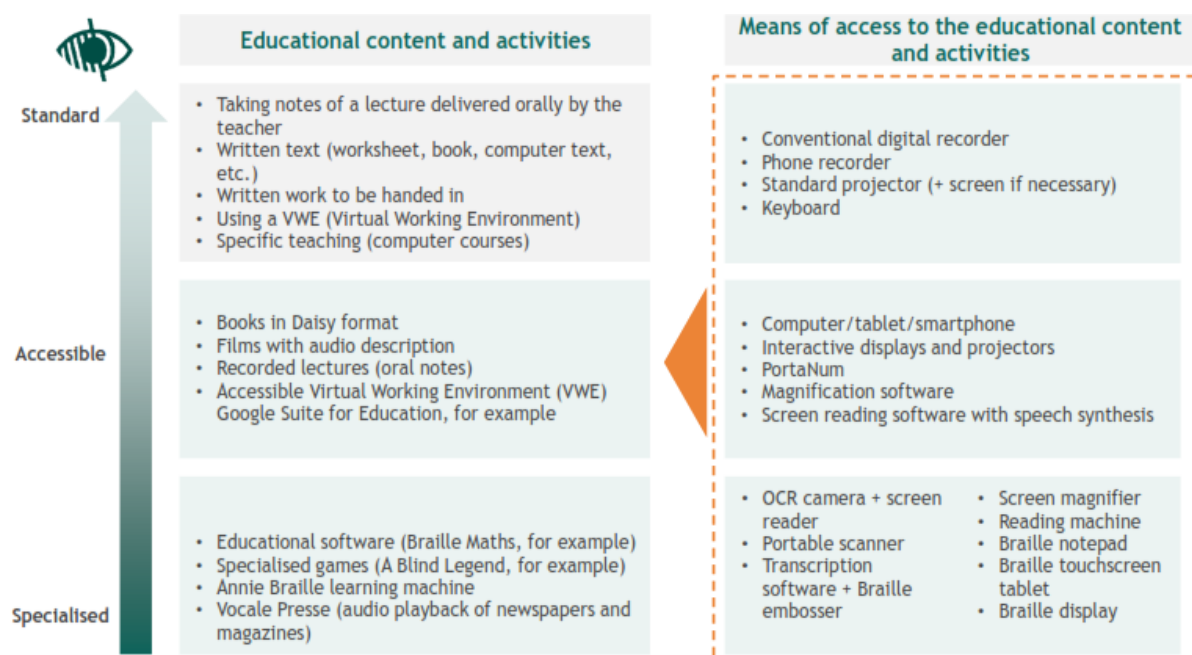 Educational content and activities
Means of access to the educational content
and activities
Standard
• Taking notes of a lecture delivered orally by the
teacher
• Written text (worksheet, book, computer text,
etc.)
• Written work to be handed in
• Using a VWE (Virtual Working Environment)
• Specific teaching (computer courses)
• Conventional digital recorder
• Phone recorder
• Standard projector (+ screen if necessary)
• Keyboard
Accessible
• Books in Daisy format
• Films with audio description
• Recorded lectures (oral notes)
• Accessible Virtual Working Environment (VWE)
Google Suite for Education, for example
• Computer/tablet/smartphone
• Interactive displays and projectors
• PortaNum
• Magnification software
• Screen reading software with speech synthesis
Specialised
• Educational software (Braille Maths, for example)
• Specialised games (A Blind Legend, for example)
• Annie Braille learning machine
• Vocale Presse (audio playback of newspapers and
magazines)
• OCR camera + screen
reader
• Portable scanner
• Transcription
software + Braille
embosser
• Screen magnifier
• Reading machine
• Braille notepad
• Braille touchscreen
tablet
• Braille display